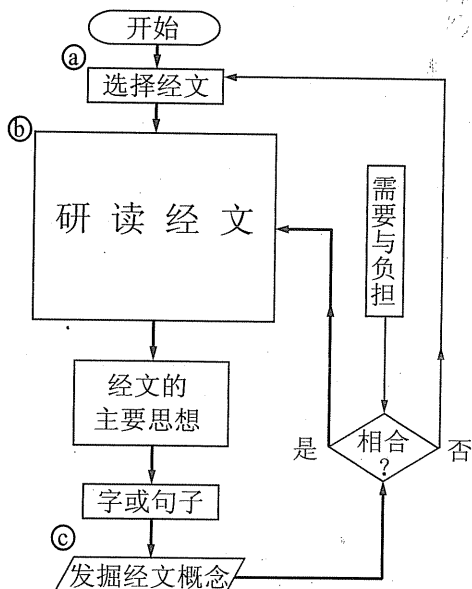 开始
ⓐ
选择经文
ⓑ
研读经文
需要与负担
经文的
主要思想
是
相合
?
否
字或句子
ⓒ
发掘经文概念